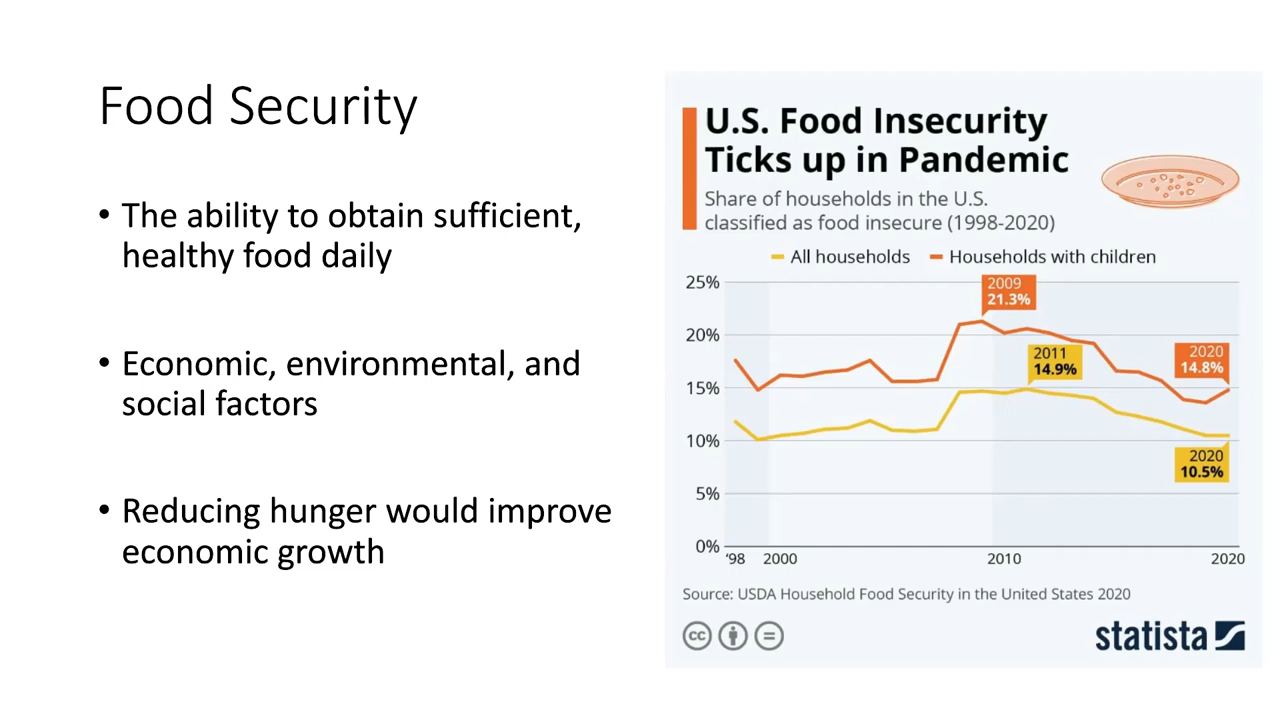 Food Security
• The ability to obtain sufficient,
healthy food daily
• Economic, environmental, and
social factors
• Reducing hunger would improve
economic growth
U.S. Food Insecurity
Ticks up in Pandemic
Share of households in the U.S.
classified as food insecure (1998-2020)
All households Households with children
25%
20%
15%
10%
5%
0%
2009
21.3%
2011
14.9%
2020
14.8%
2020
10.5%
'98 2000 2010 2020
Source: USDA Household Food Security in the United States 2020
cc
statista